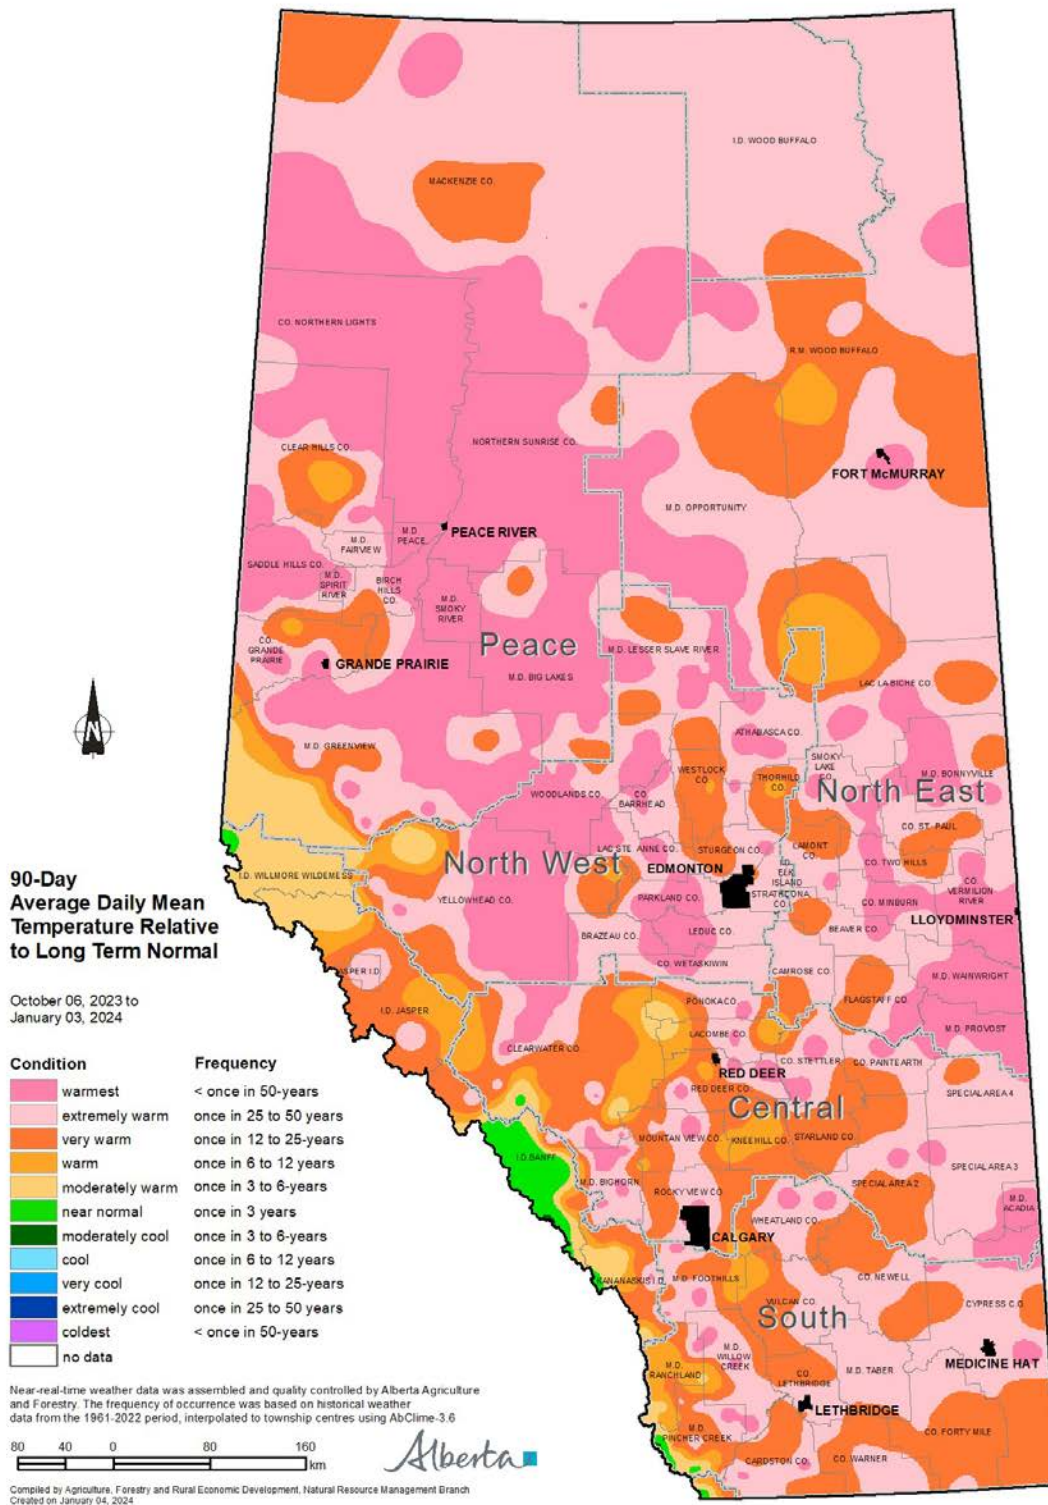 I.D. WOOD BUFFALO
MACKENZIE CO.
CO. NORTHERN LIGHTS
R.M. WOOD BUFFALO
CLEAR HILLS CO.
NORTHERN SUNRISE CO.
FORT McMURRAY
M.D. OPPORTUNITY
M.D.
PEACE
PEACE RIVER
M.D.
FAIRVIEW
SADDLE HILLS CO.
M.D.
SPIRIT
RIVER
BIRCH
HILLS
CO.
M.D.
SMOKY
RIVER
Peace
CO.
GRANDE
PRAIRIE
GRANDE PRAIRIE
M.D. LESSER SLAVE RIVER
M.D. BIG LAKES
LAC LA BICHE CO.
N
M.D. GREENVIEW
ATHABASCA CO.
SMOKY
LAKE
CO.
M.D. BONNYVILLE
WESTLOCK
CO.
THORHILD
CO.
North East
WOODLANDS CO.
CO.
BARRHEAD
CO. ST. PAUL
LAC STE. ANNE CO.
STURGEON CO.
LAMONT
CO.
North West
EDMONTON
I.D.
ELK
ISLAND
STRATHCONA
CO.
CO. TWO HILLS
I.D. WILLMORE WILDERNESS
CO.
VERMILION
RIVER
YELLOWHEAD CO.
PARKLAND CO.
CO. MINBURN
LLOYDMINSTER
90-Day
Average Daily Mean
Temperature Relative
to Long Term Normal
BRAZEAU CO.
LEDUC CO.
BEAVER CO.
CO. WETASKIWIN
CAMROSE CO.
M.D. WAINWRIGHT
JASPER I.D.
October 06, 2023 to
January 03, 2024
I.D. JASPER
PONOKA CO.
FLAGSTAFF CO.
M.D. PROVOST
LACOMBE CO.
CLEARWATER CO.
CO. STETTLER
CO. PAINTEARTH
RED DEER
RED DEER CO.
SPECIAL AREA 4
Central
MOUNTAIN VIEW CO.
KNEEHILL CO.
STARLAND CO.
I.D. BANFF
M.D. BIGHORN
SPECIAL AREA 3
ROCKY VIEW CO.
SPECIAL AREA 2
M.D.
ACADIA
WHEATLAND CO.
CALGARY
KANANASKIS I.D.
M.D. FOOTHILLS
CO. NEWELL
VULCAN CO.
CYPRESS CO.
South
M.D.
WILLOW
CREEK
MEDICINE HAT
M.D.
RANCHLAND
CO.
LETHBRIDGE
M.D. TABER
LETHBRIDGE
M.D.
PINCHER CREEK
CO. FORTY MILE
CARDSTON CO.
CO. WARNER
Condition Frequency
warmest < once in 50-years
extremely warm once in 25 to 50 years
very warm once in 12 to 25-years
warm once in 6 to 12 years
moderately warm once in 3 to 6-years
near normal once in 3 years
moderately cool once in 3 to 6-years
cool once in 6 to 12 years
very cool once in 12 to 25-years
extremely cool once in 25 to 50 years
coldest < once in 50-years
no data
Near-real-time weather data was assembled and quality controlled by Alberta Agriculture
and Forestry. The frequency of occurrence was based on historical weather
data from the 1961-2022 period, interpolated to township centres using AbClime-3.6
80 40 0 80 160
km
Alberta
Compiled by Agriculture, Forestry and Rural Economic Development, Natural Resource Management Branch
Created on January 04, 2024